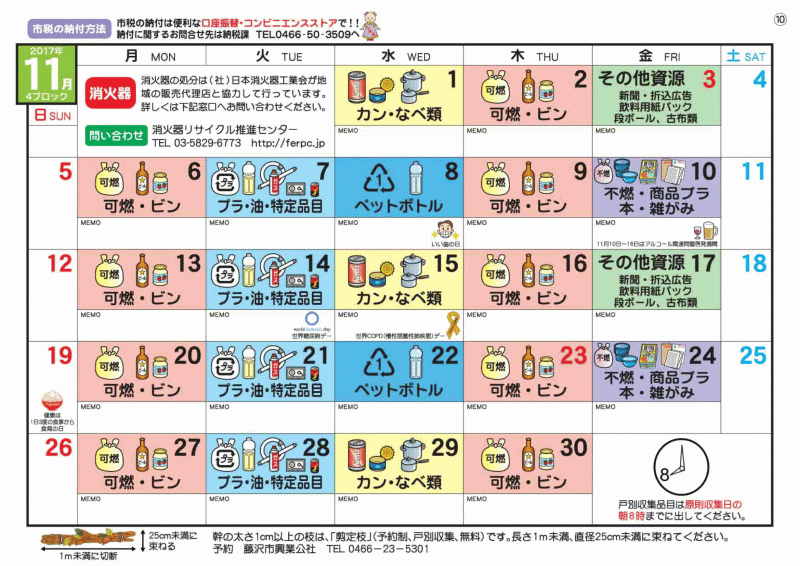 市税の納付方法
市税の納付は便利な口座振替・コンビニエンスストアで!!
納付に関するお問合せ先は納税課 TEL0466-50-3509へ
⑩
2017年
11月
4ブロック
日 SUN
月 MON
火 TUE
水 WED
木 THU
金 FRI
土 SAT
消火器
消火器の処分は(社)日本消火器工業会が地
域の販売代理店と協力して行っています。
詳しくは下記窓口へお問い合わせください。
問い合わせ
消火器リサイクル推進センター
TEL 03-5829-6773 http://ferpc.jp/
1
カン・なべ類
MEMO
可燃
2
可燃・ビン
MEMO
その他資源 3
新聞・折込広告
飲料用紙パック
段ボール、古布類
MEMO
4
5
可燃
6
可燃・ビン
MEMO
プラ
7
プラ・油・特定品目
MEMO
1
8
ペットボトル
MEMO
いい歯の日
可燃
9
可燃・ビン
MEMO
不燃
10
不燃・商品プラ
本・雑がみ
MEMO
11月10日~16日はアルコール関連問題啓発週間
11
12
可燃
13
可燃・ビン
MEMO
プラ
14
プラ・油・特定品目
MEMO
world diabetes day
世界糖尿病デー
15
カン・なべ類
MEMO
世界COPD(慢性閉塞性肺疾患)デー
可燃
16
可燃・ビン
MEMO
その他資源 17
新聞・折込広告
飲料用紙パック
段ボール、古布類
MEMO
18
19
健康は
1日3度の食事から
食育の日
可燃
20
可燃・ビン
MEMO
プラ
21
プラ・油・特定品目
MEMO
1
22
ペットボトル
MEMO
可燃
23
可燃・ビン
MEMO
不燃
24
不燃・商品プラ
本・雑がみ
MEMO
25
26
可燃
27
可燃・ビン
MEMO
プラ
28
プラ・油・特定品目
MEMO
29
カン・なべ類
MEMO
可燃
30
可燃・ビン
MEMO
8
戸別収集品目は原則収集日の
朝8時までに出してください。
1m未満に切断
25cm未満に
束ねる
幹の太さ1cm以上の枝は、「剪定枝」(予約制、戸別収集、無料)です。長さ1m未満、直径25cm未満に束ねてください。
予約 藤沢市興業公社 TEL 0466-23-5301